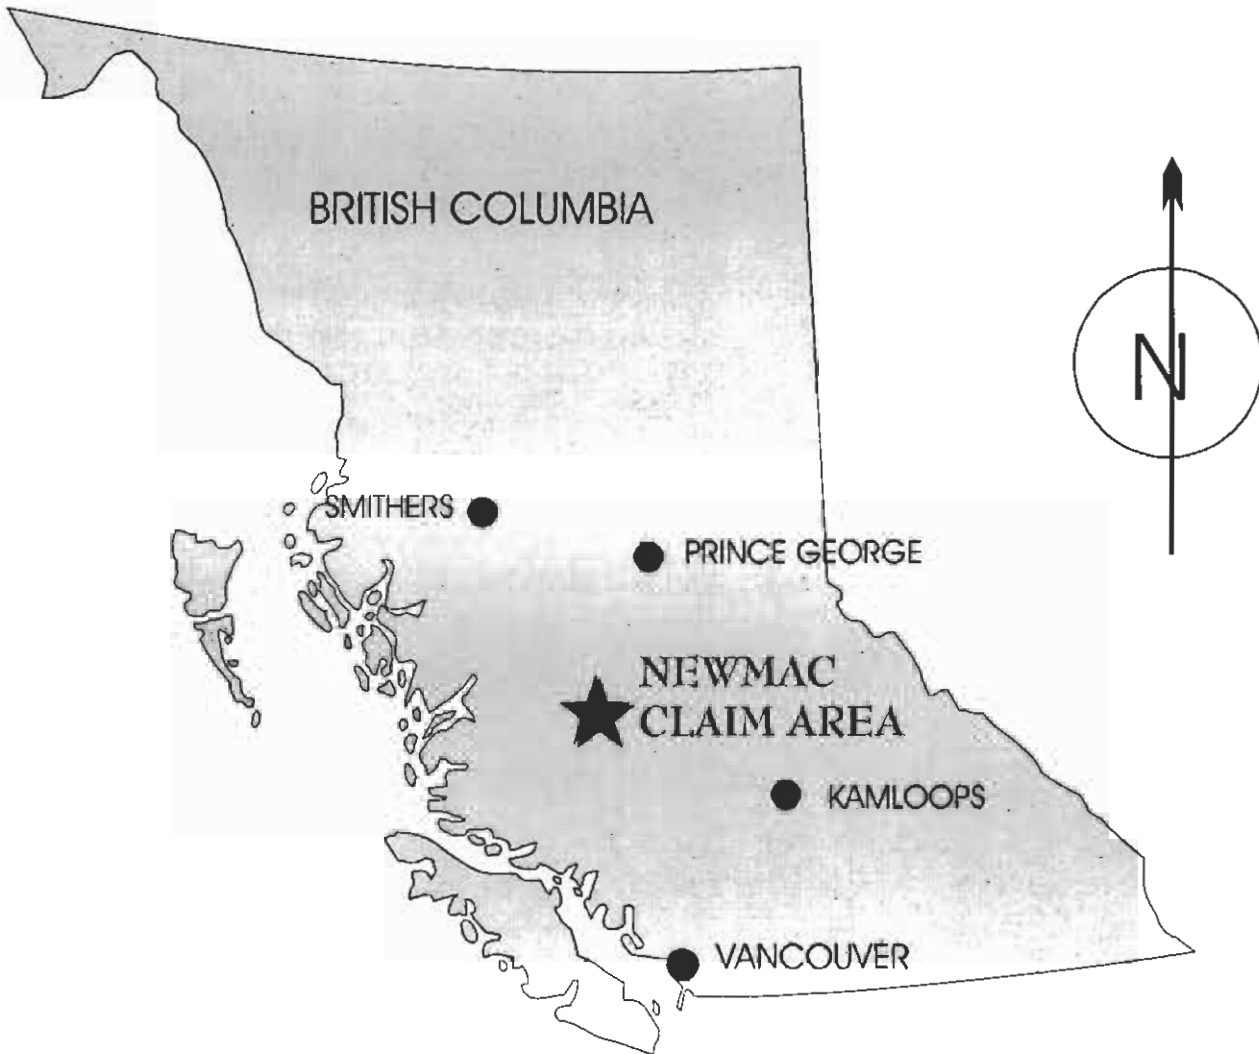 BRITISH COLUMBIA
N
SMITHERS
PRINCE GEORGE
NEWMAC
CLAIM AREA
KAMLOOPS
VANCOUVER